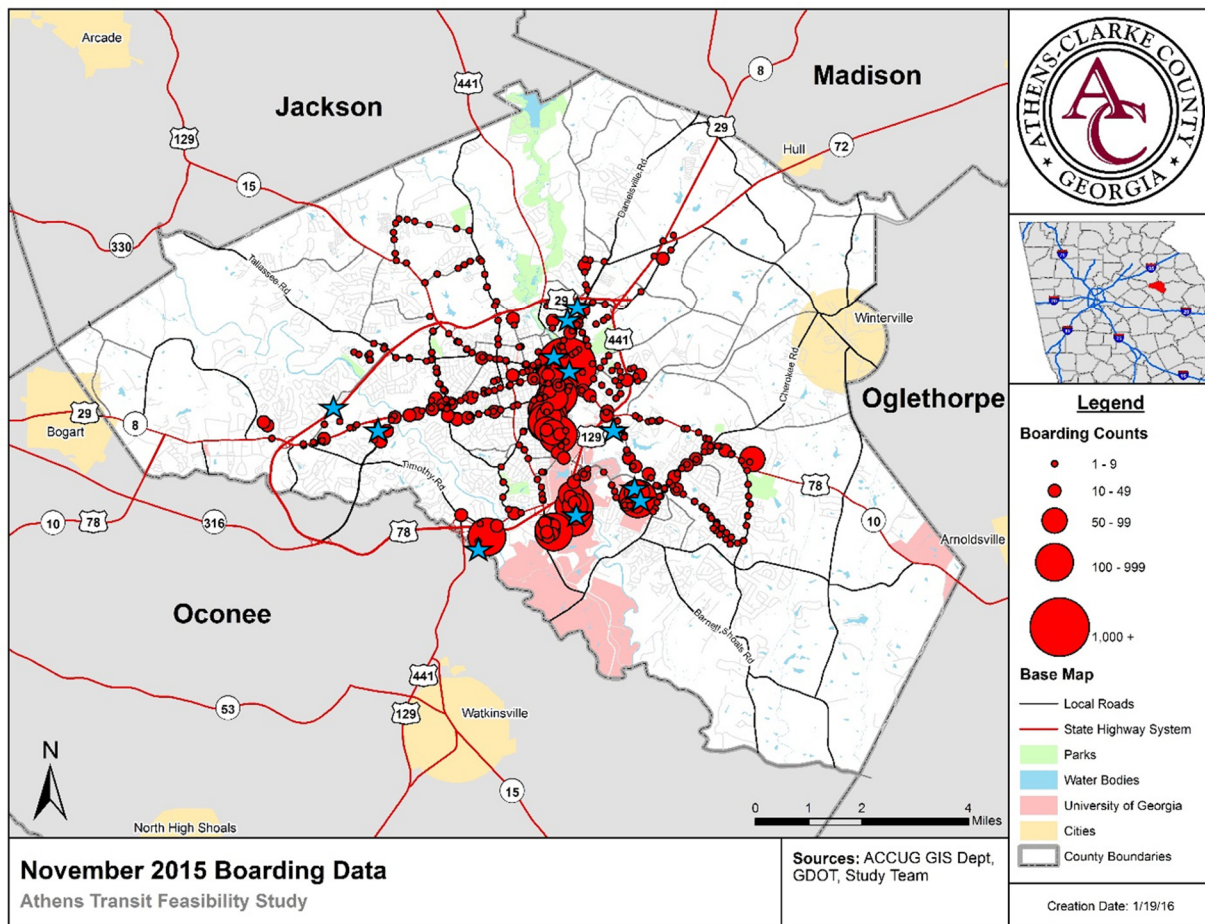 Arcade
Jackson
Madison
Hull
441
8
29
72
129
15
330
Danielsville Rd
Tallassee Rd
29
441
Winterville
Cherokee Rd
Oglethorpe
29
8
Bogart
129
Timothy Rd
78
10
10
78
316
78
Arnoldsville
Oconee
Barnett Shoals Rd
441
129
53
Watkinsville
15
North High Shoals
N
0 1 2 4
Miles
ATHENS-CLARKE COUNTY
AC
★ GEORGIA ★
Legend
Boarding Counts
1 - 9
10 - 49
50 - 99
100 - 999
1,000 +
Base Map
Local Roads
State Highway System
Parks
Water Bodies
University of Georgia
Cities
County Boundaries
November 2015 Boarding Data
Athens Transit Feasibility Study
Sources: ACCUG GIS Dept,
GDOT, Study Team
Creation Date: 1/19/16